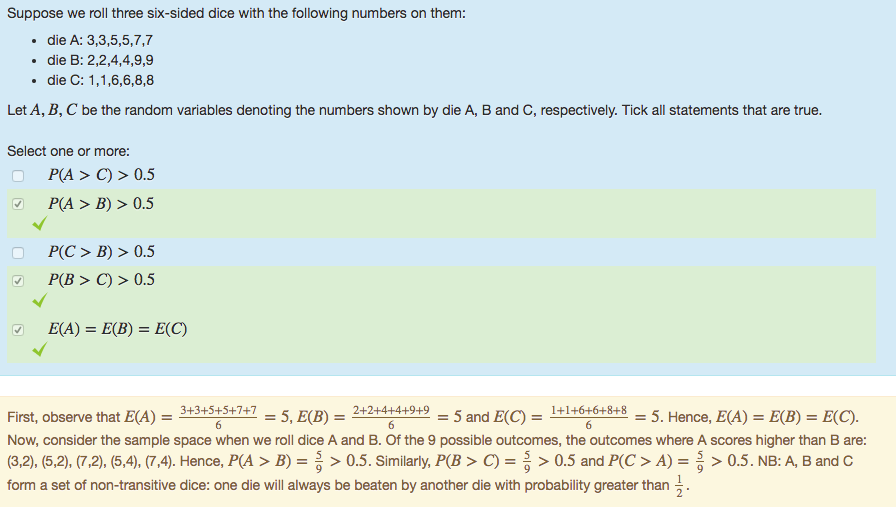 Suppose we roll three six-sided dice with the following numbers on them:
• die A: 3,3,5,5,7,7
• die B: 2,2,4,4,9,9
• die C: 1,1,6,6,8,8
Let A, B, C be the random variables denoting the numbers shown by die A, B and C, respectively. Tick all statements that are true.
Select one or more:
P(A > C) > 0.5
P(A > B) > 0.5
P(C > B) > 0.5
P(B > C) > 0.5
E(A) = E(B) = E(C)
First, observe that E(A) = \frac{3+3+5+5+7+7}{6} = 5, E(B) = \frac{2+2+4+4+9+9}{6} = 5 and E(C) = \frac{1+1+6+6+8+8}{6} = 5. Hence, E(A) = E(B) = E(C).
Now, consider the sample space when we roll dice A and B. Of the 9 possible outcomes, the outcomes where A scores higher than B are:
(3,2), (5,2), (7,2), (5,4), (7,4). Hence, P(A > B) = \frac{5}{9} > 0.5. Similarly, P(B > C) = \frac{5}{9} > 0.5 and P(C > A) = \frac{5}{9} > 0.5. NB: A, B and C
form a set of non-transitive dice: one die will always be beaten by another die with probability greater than \frac{1}{2}.